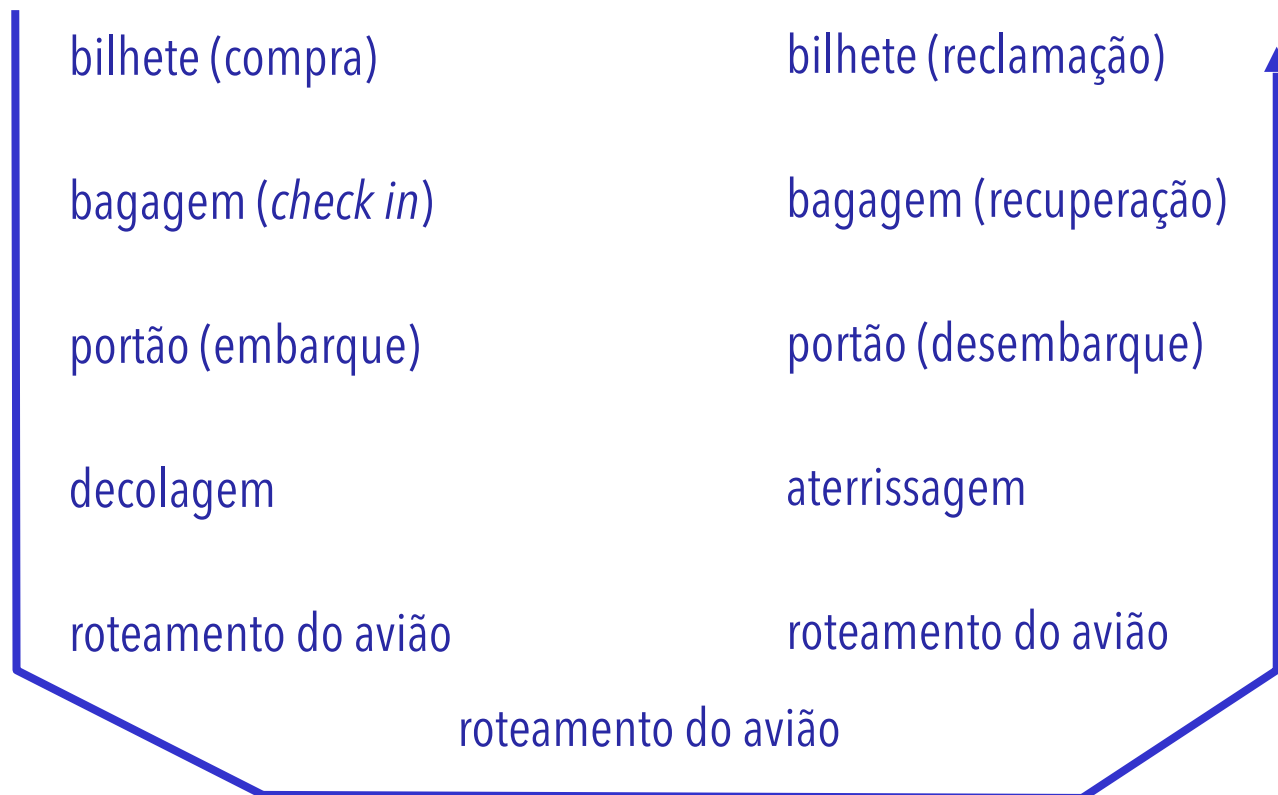 bilhete (compra)
bagagem (check in)
portão (embarque)
decolagem
roteamento do avião
roteamento do avião
bilhete (reclamação)
bagagem (recuperação)
portão (desembarque)
aterrissagem
roteamento do avião